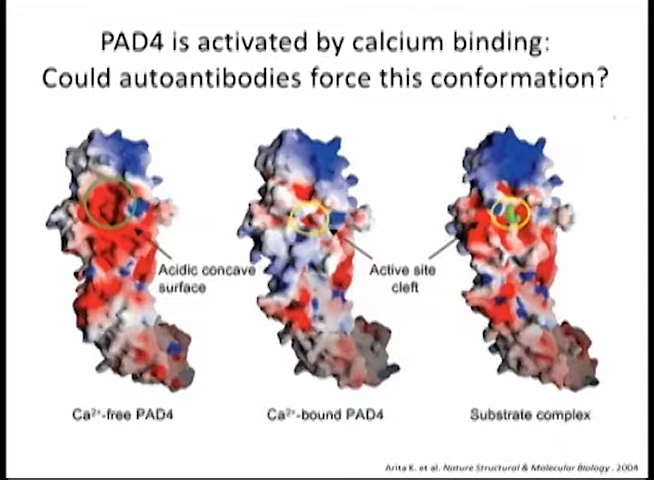 PAD4 is activated by calcium binding:
Could autoantibodies force this conformation?
Acidic concave
surface
Active site
cleft
Ca²⁺-free PAD4
Ca²⁺-bound PAD4
Substrate complex
Arita K. et al. Nature Structural & Molecular Biology . 2004